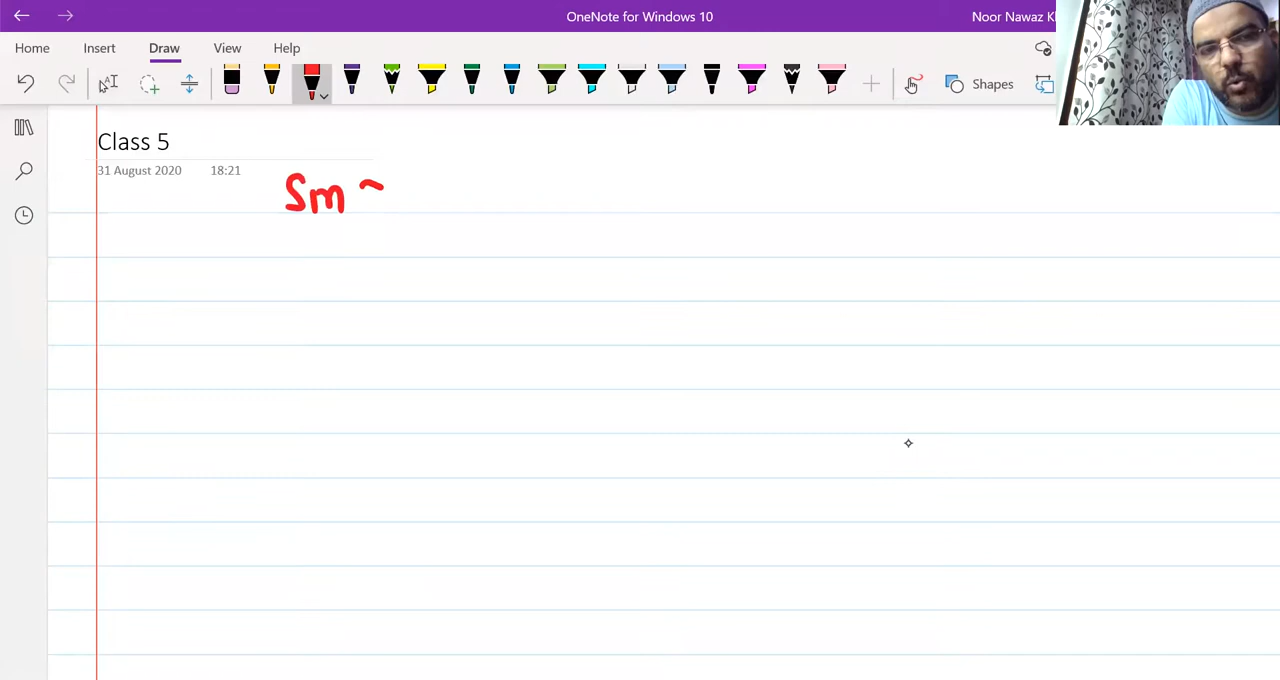 OneNote for Windows 10
Noor Nawaz
Home Insert Draw View Help
Shapes
Class 5
31 August 2020 18:21
Sm